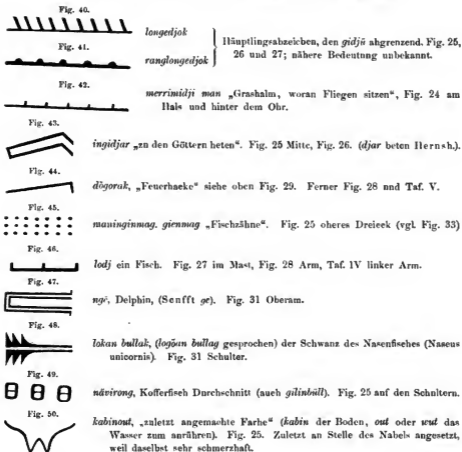 Fig. 40.
longedjok
Häuptlingsabzeichen, den gidjů abgrenzend. Fig. 25,
Fig. 41.
26 und 27; nähere Bedeutung unbekannt.
ranglongedjok
Fig. 42.
merrimidji man „Grashalm, woran Fliegen sitzen“, Fig. 24 am
Hals und hinter dem Ohr.
Fig. 43.
ingidjar „zu den Göttern beten“. Fig. 25 Mitte, Fig. 26. (djar beten Hernsh.).
Fig. 44.
dögorak, „Feuerhacke“ siehe oben Fig. 29. Ferner Fig. 28 und Taf. V.
Fig. 45.
mauinginmag. gienmag „Fischzähne“. Fig. 25 oberes Dreieck (vgl. Fig. 33)
Fig. 46.
lodj ein Fisch. Fig. 27 im Mast, Fig. 28 Arm, Taf. IV linker Arm.
Fig. 47.
ngē, Delphin, (Senfft ge). Fig. 31 Oberarm.
Fig. 48.
lokan bullak, (logŏan bullag gesprochen) der Schwanz des Nasenfisches (Naseus
unicornis). Fig. 31 Schulter.
Fig. 49.
nävirong, Kofferfisch Durchschnitt (auch gilinbüll). Fig. 25 auf den Schultern.
Fig. 50.
kabinout, „zuletzt angemachte Farbe“ (kabin der Boden, out oder wut das
Wasser zum anrühren). Fig. 25. Zuletzt an Stelle des Nabels angesetzt,
weil daselbst sehr schmerzhaft.